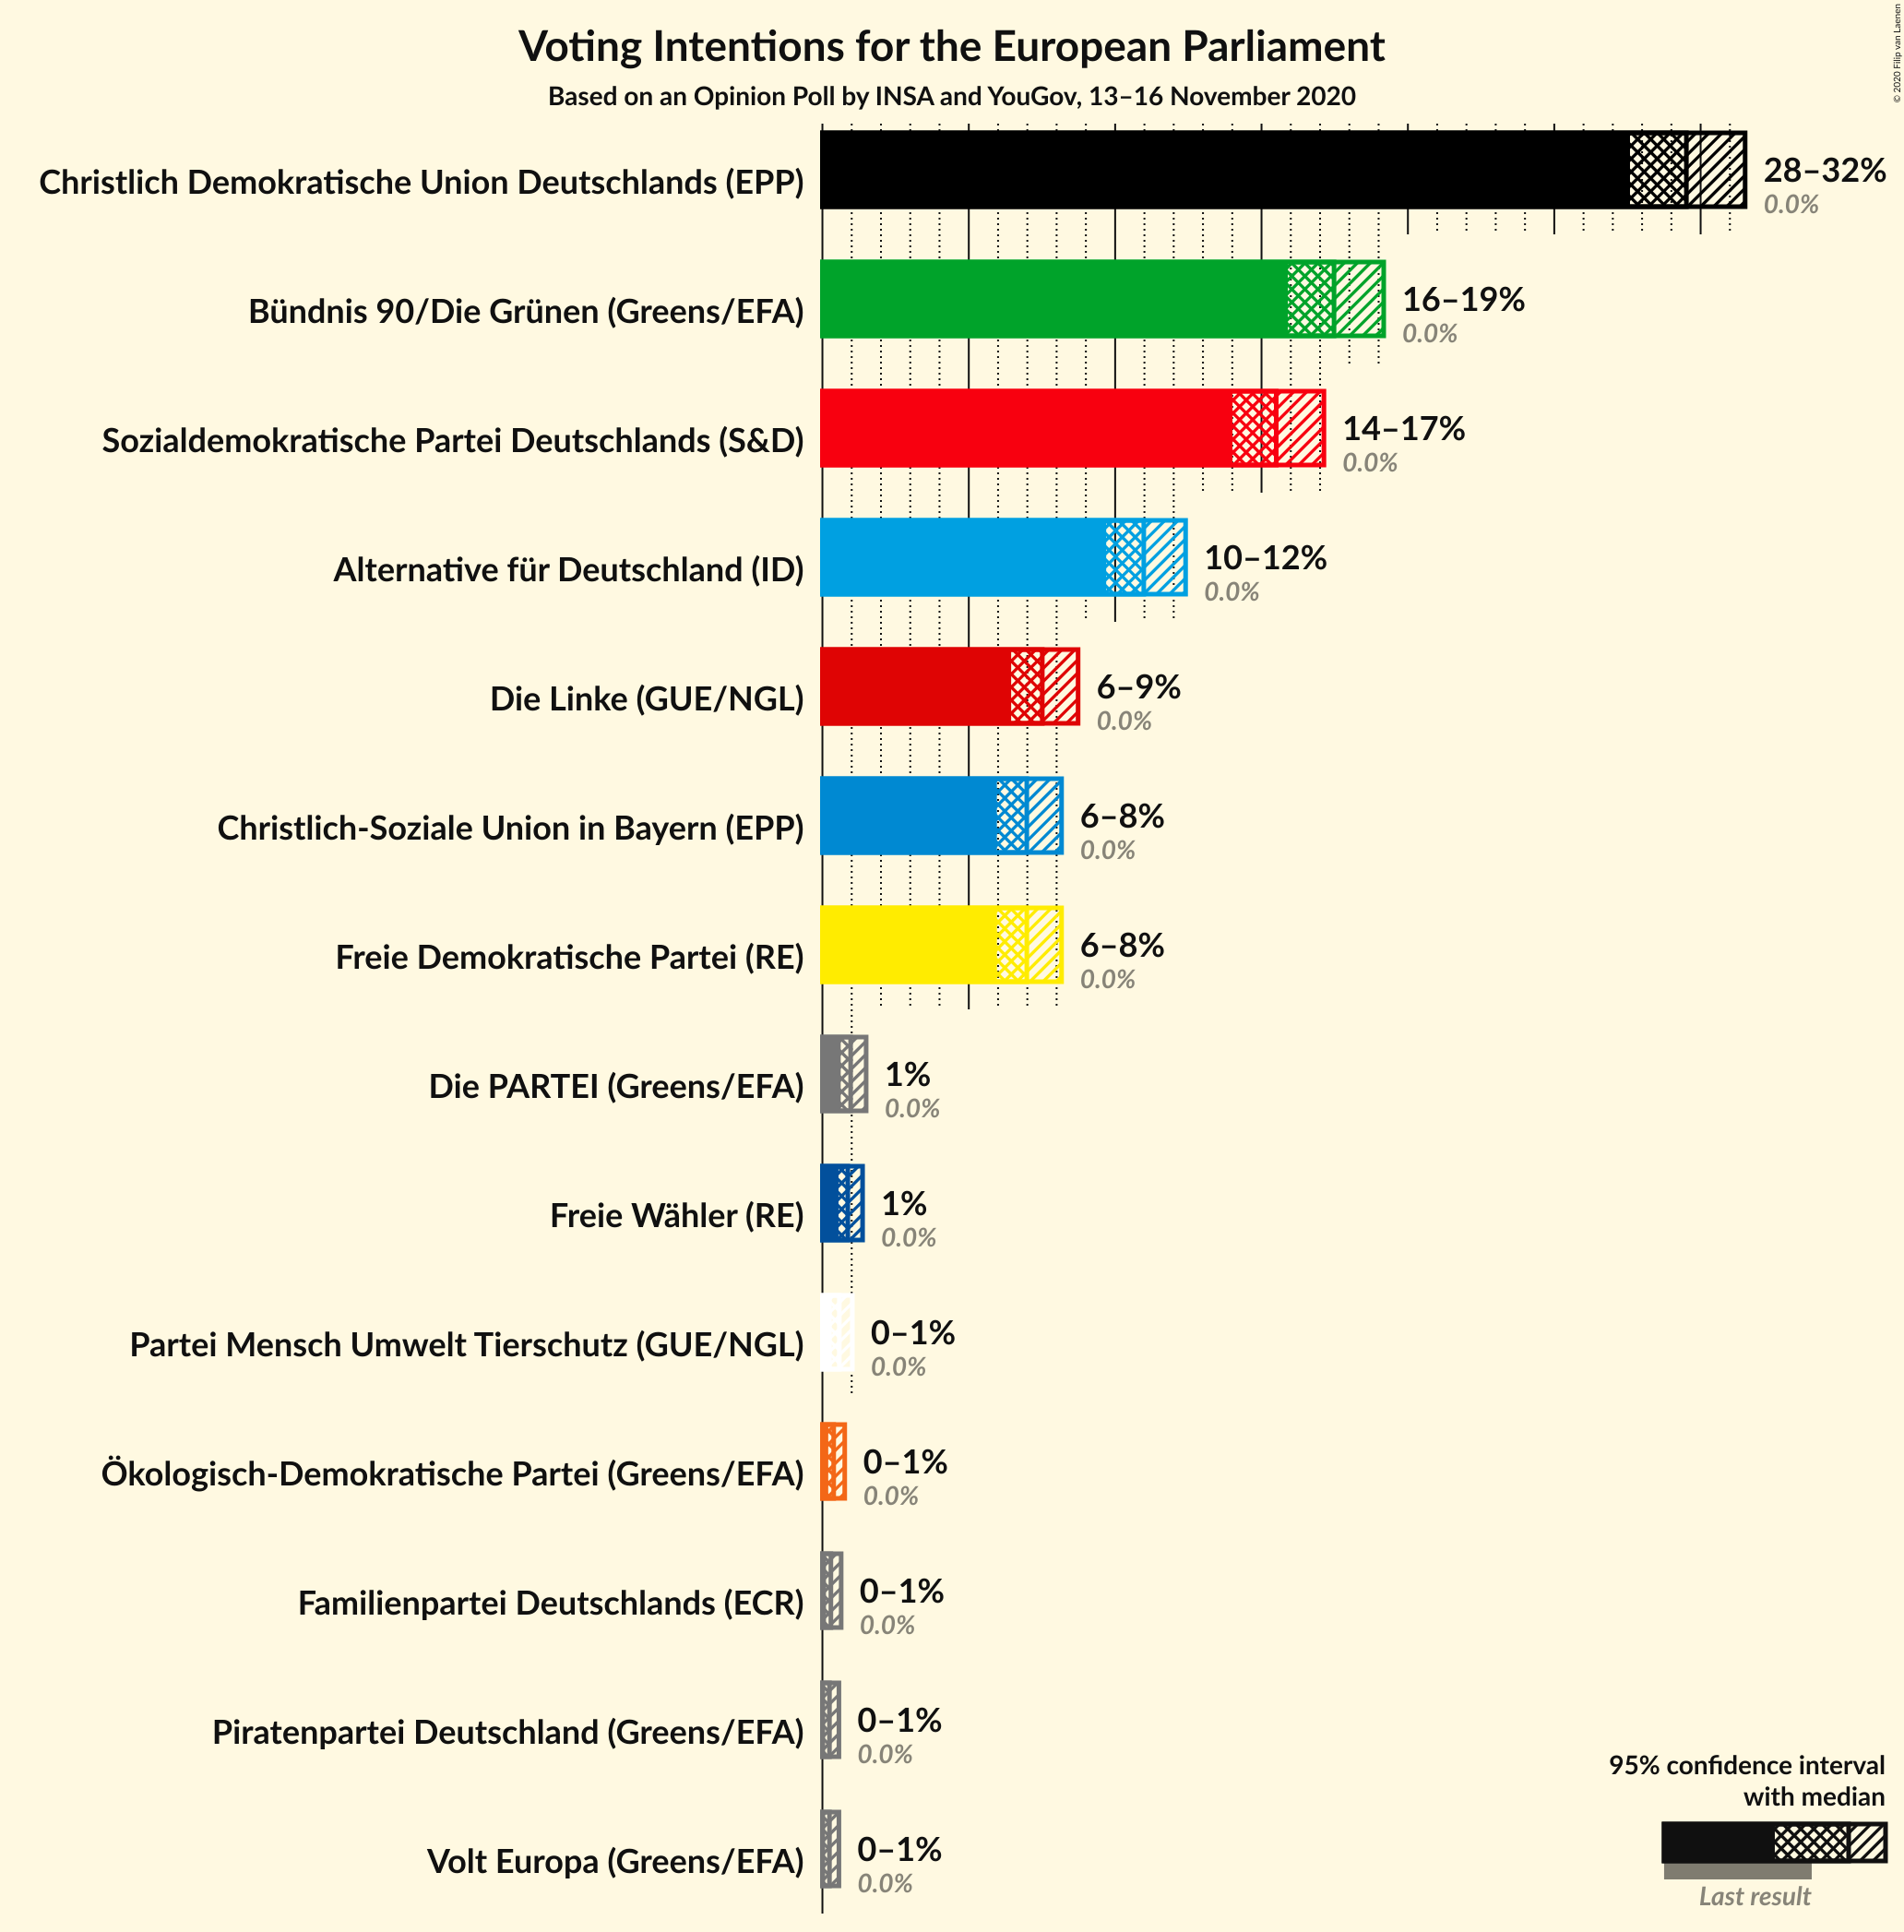 Voting Intentions for the European Parliament
Based on an Opinion Poll by INSA and YouGov, 13–16 November 2020
© 2020 Filip van Laenen
Christlich Demokratische Union Deutschlands (EPP)
28–32%
0.0%
Bündnis 90/Die Grünen (Greens/EFA)
16–19%
0.0%
Sozialdemokratische Partei Deutschlands (S&D)
14–17%
0.0%
Alternative für Deutschland (ID)
10–12%
0.0%
Die Linke (GUE/NGL)
6–9%
0.0%
Christlich-Soziale Union in Bayern (EPP)
6–8%
0.0%
Freie Demokratische Partei (RE)
6–8%
0.0%
Die PARTEI (Greens/EFA)
1%
0.0%
Freie Wähler (RE)
1%
0.0%
Partei Mensch Umwelt Tierschutz (GUE/NGL)
0–1%
0.0%
Ökologisch-Demokratische Partei (Greens/EFA)
0–1%
0.0%
Familienpartei Deutschlands (ECR)
0–1%
0.0%
Piratenpartei Deutschland (Greens/EFA)
0–1%
0.0%
Volt Europa (Greens/EFA)
0–1%
0.0%
95% confidence interval
with median
Last result